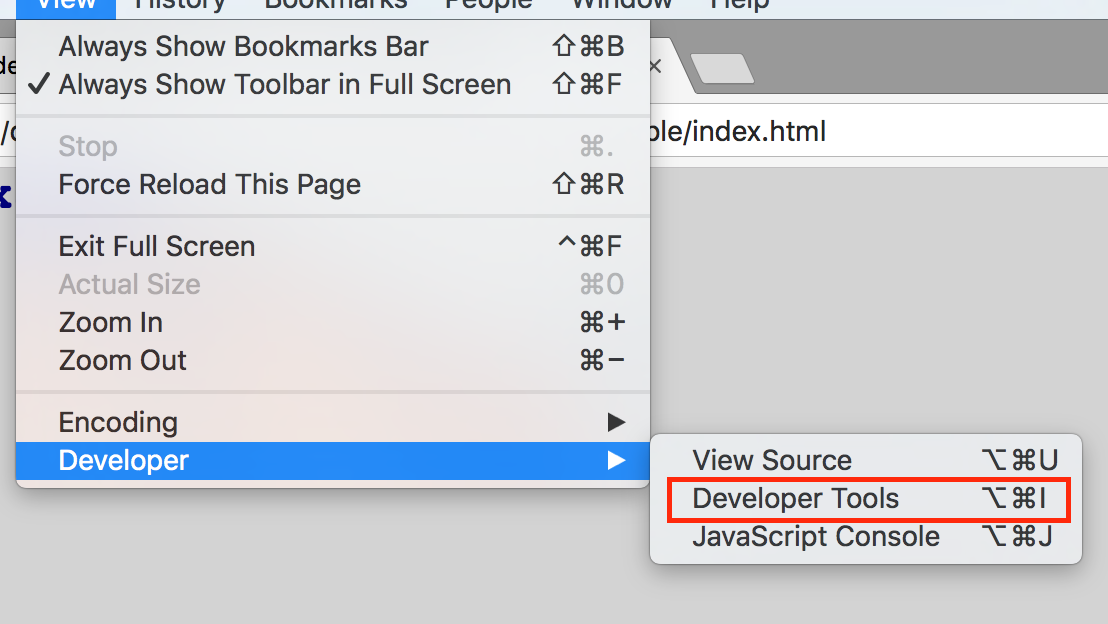 View History Bookmarks People Window Help
Always Show Bookmarks Bar ⇧⌘B
✓ Always Show Toolbar in Full Screen ⇧⌘F
ple/index.html
Stop ⌘.
Force Reload This Page ⇧⌘R
Exit Full Screen ^⌘F
Actual Size ⌘0
Zoom In ⌘+
Zoom Out ⌘−
Encoding ▶
Developer ▶
View Source ⌥⌘U
Developer Tools ⌥⌘I
JavaScript Console ⌥⌘J